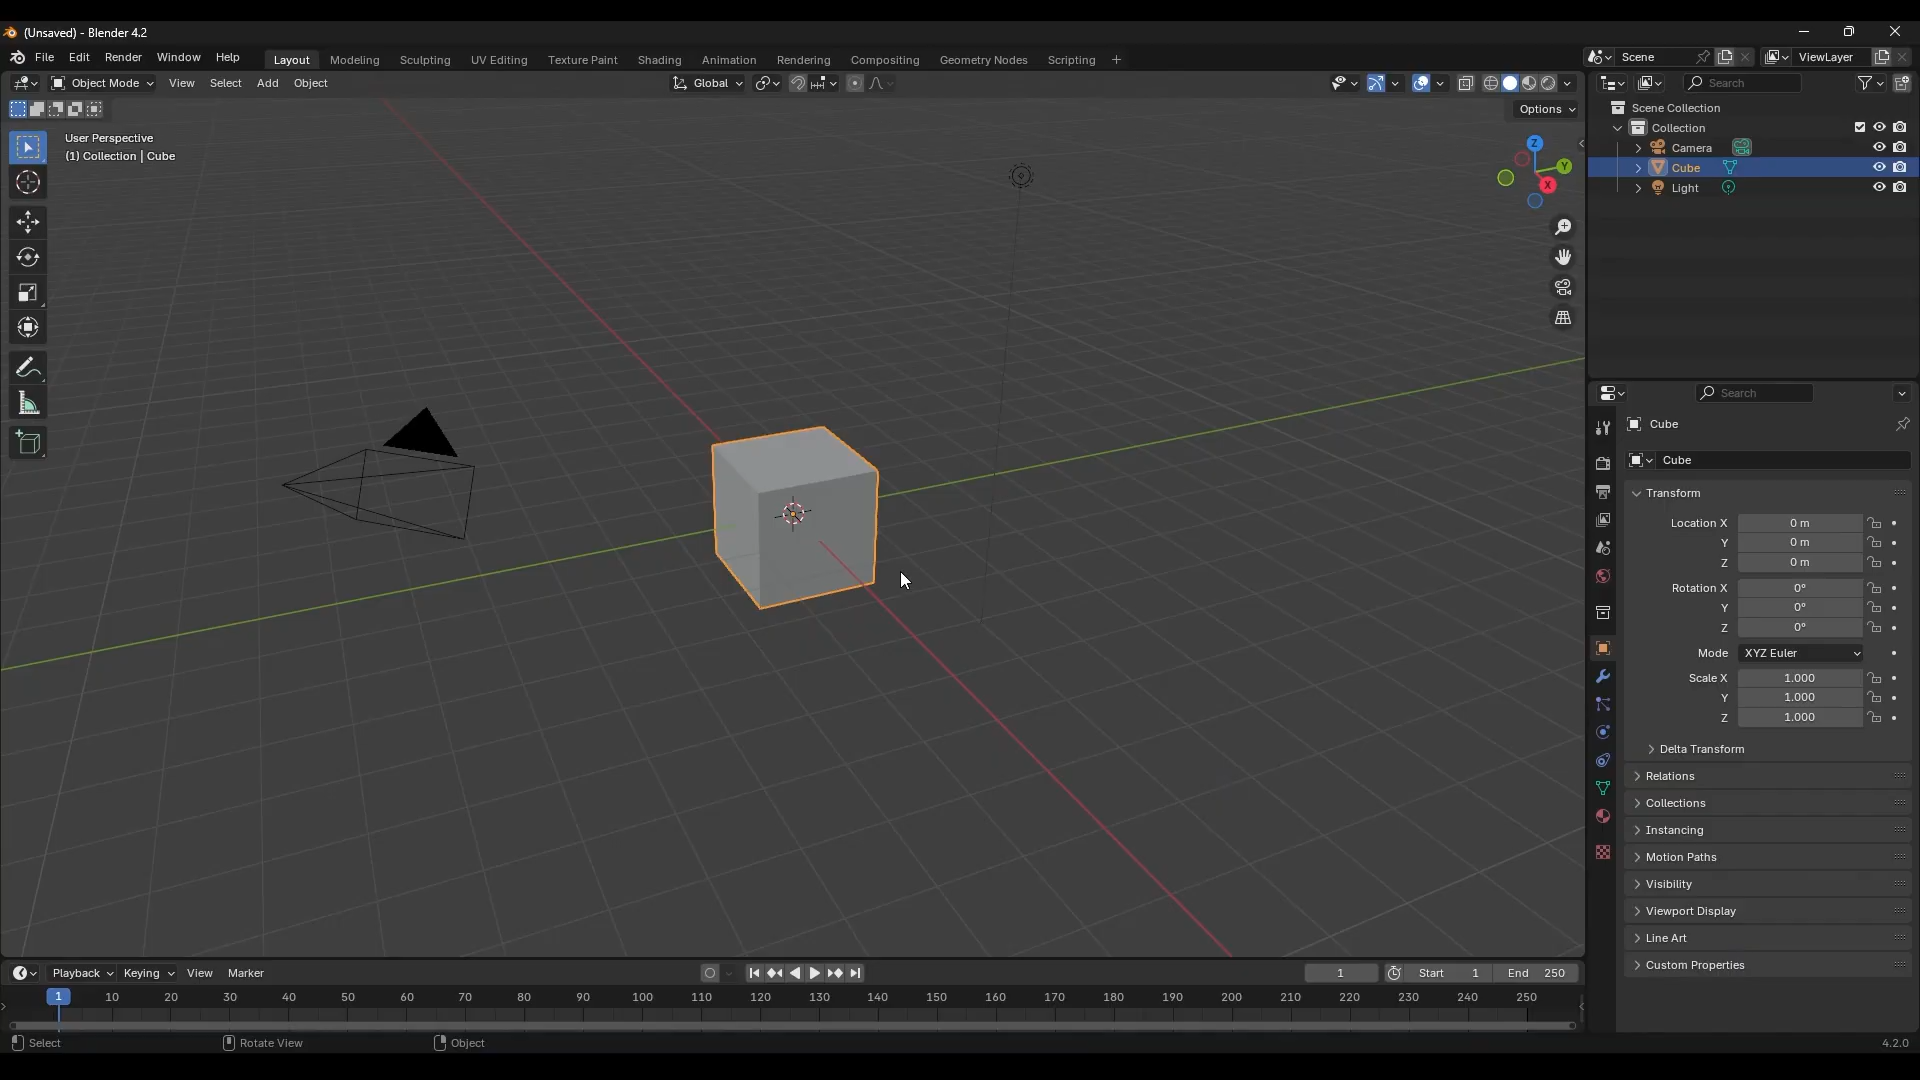 (Unsaved) - Blender 4.2
File Edit Render Window Help Layout Modeling Sculpting UV Editing Texture Paint Shading Animation Rendering Compositing Geometry Nodes Scripting + Scene ViewLayer
Object Mode View Select Add Object Global Search
Options
User Perspective
(1) Collection | Cube
Z
Y
X
Scene Collection
Collection
Camera
Cube
Light
Search
Cube
Cube
Transform
Location X 0 m
Y 0 m
Z 0 m
Rotation X 0°
Y 0°
Z 0°
Mode XYZ Euler
Scale X 1.000
Y 1.000
Z 1.000
Delta Transform
Relations
Collections
Instancing
Motion Paths
Visibility
Viewport Display
Line Art
Custom Properties
Playback Keying View Marker 1 Start 1 End 250
1 10 20 30 40 50 60 70 80 90 100 110 120 130 140 150 160 170 180 190 200 210 220 230 240 250
Select Rotate View Object 4.2.0